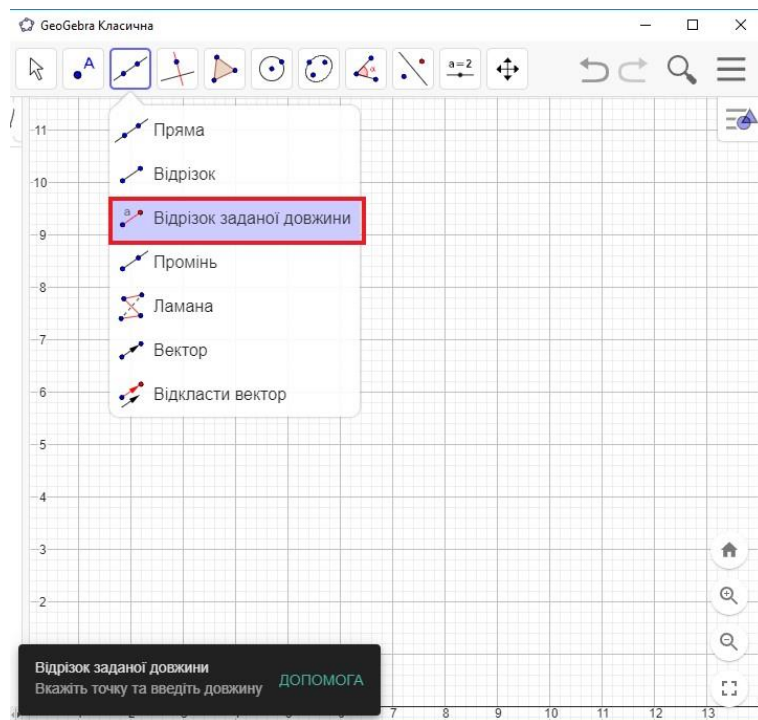 GeoGebra Класична
A
a=2
11
Пряма
Відрізок
10
a
Відрізок заданої довжини
9
Промінь
8
Ламана
7
Вектор
6
Відкласти вектор
5
4
3
2
Відрізок заданої довжини
Вкажіть точку та введіть довжину
ДОПОМОГА
7 8 9 10 11 12 13